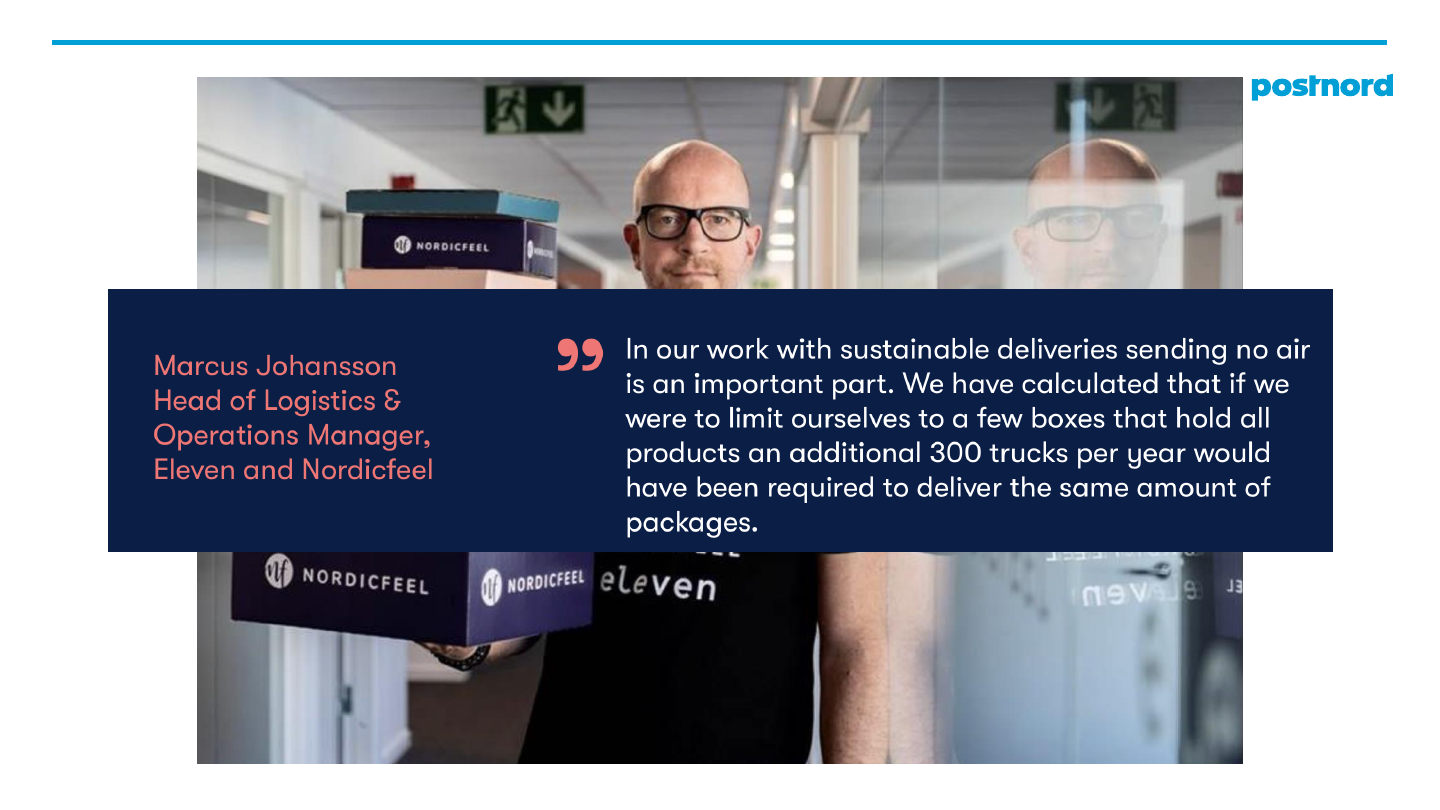 postnord
nf NORDICFEEL
Marcus Johansson
Head of Logistics &
Operations Manager,
Eleven and Nordicfeel
❞ In our work with sustainable deliveries sending no air
is an important part. We have calculated that if we
were to limit ourselves to a few boxes that hold all
products an additional 300 trucks per year would
have been required to deliver the same amount of
packages.
nf NORDICFEEL
nf NORDICFEEL
eleven